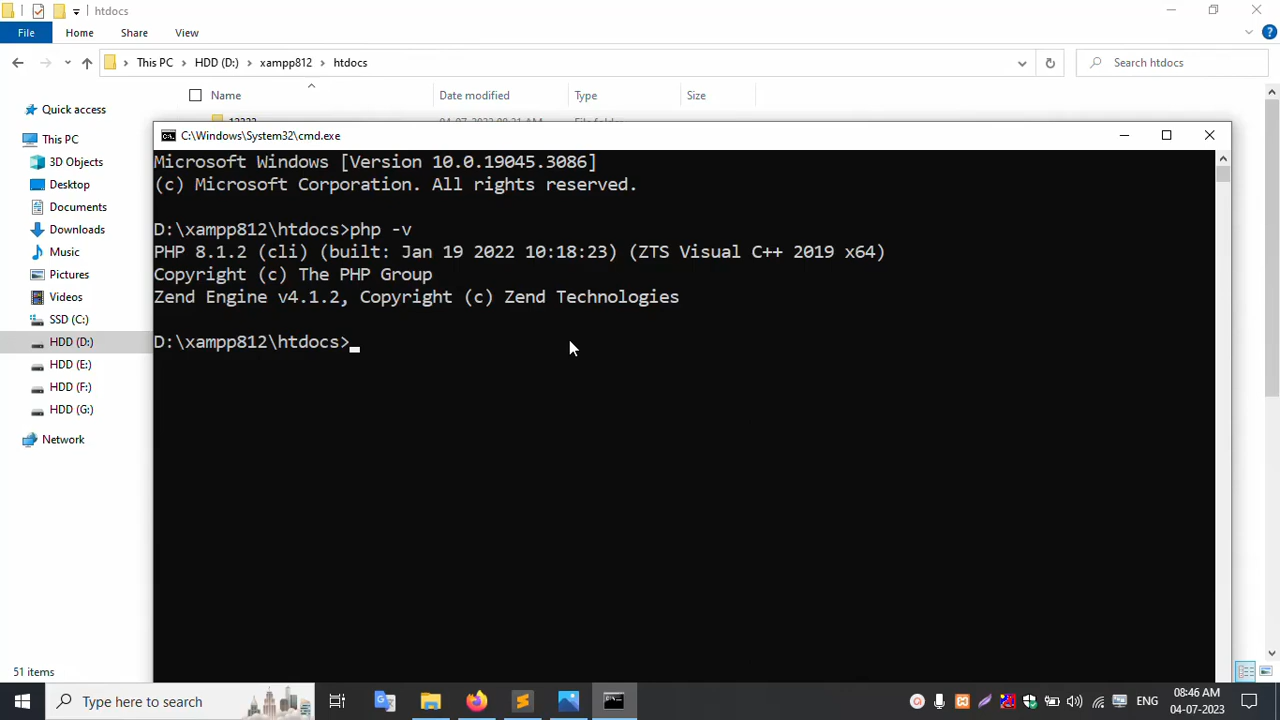 htdocs
File
Home
Share
View
This PC
HDD (D:)
xampp812
htdocs
Search htdocs
Name
Date modified
Type
Size
Quick access
This PC
3D Objects
Desktop
Documents
Downloads
Music
Pictures
Videos
SSD (C:)
HDD (D:)
HDD (E:)
HDD (F:)
HDD (G:)
Network
C:\Windows\System32\cmd.exe
Microsoft Windows [Version 10.0.19045.3086]
(c) Microsoft Corporation. All rights reserved.
D:\xampp812\htdocs>php -v
PHP 8.1.2 (cli) (built: Jan 19 2022 10:18:23) (ZTS Visual C++ 2019 x64)
Copyright (c) The PHP Group
Zend Engine v4.1.2, Copyright (c) Zend Technologies
D:\xampp812\htdocs>
51 items
Type here to search
ENG
08:46 AM
04-07-2023